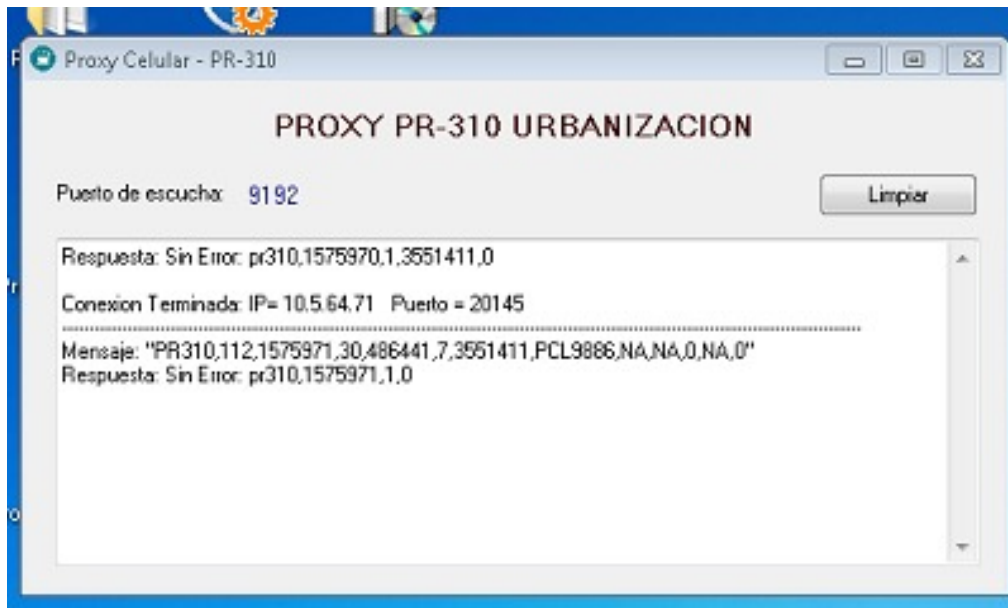 Proxy Celular - PR-310
PROXY PR-310 URBANIZACION
Puerto de escucha: 9192
Limpiar
Respuesta: Sin Error: pr310,1575970,1,3551411,0
Conexion Terminada: IP= 10.5.64.71 Puerto = 20145
Mensaje: "PR310,112,1575971,30,486441,7,3551411,PCL9886,NA,NA,0,NA,0"
Respuesta: Sin Error: pr310,1575971,1,0